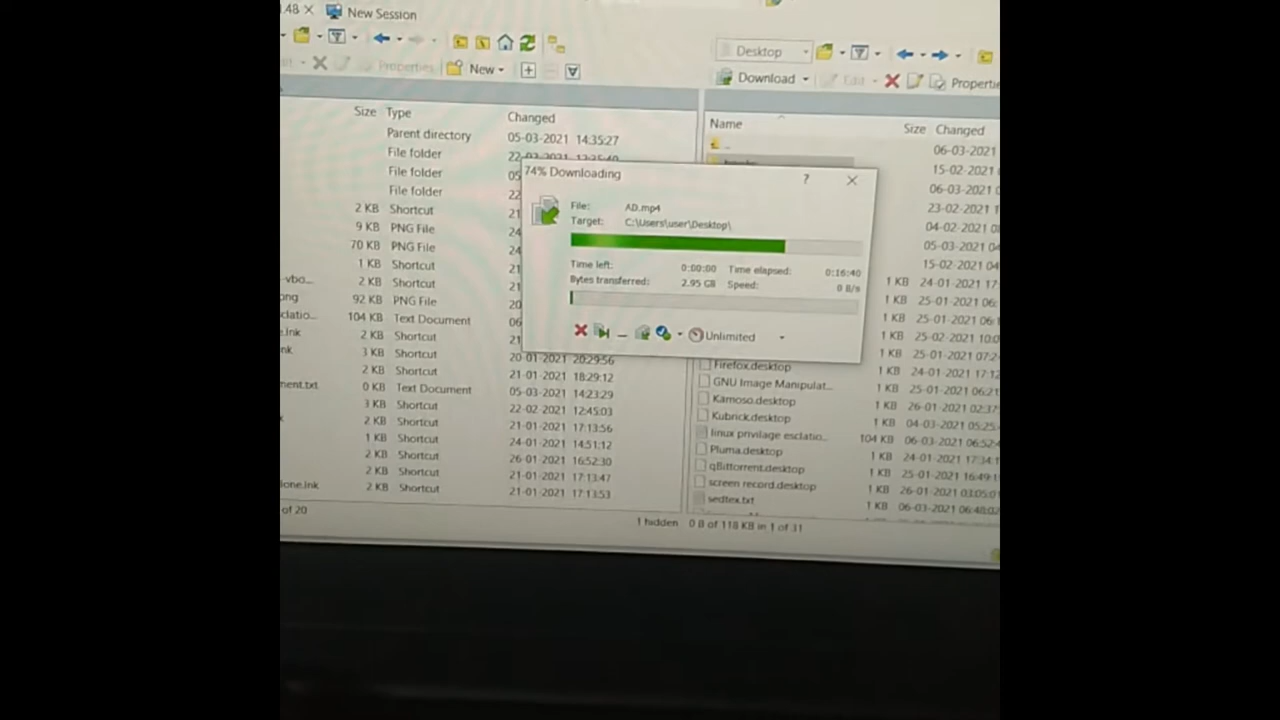 .48 New Session
Desktop
Properties New
Download Edit Properti
Size Type Changed
Name Size Changed
Parent directory 05-03-2021 14:35:27
06-03-2021
File folder
15-02-2021
File folder
06-03-2021
File folder
23-02-2021
2 KB Shortcut
04-02-2021
9 KB PNG File
05-03-2021
70 KB PNG File
15-02-2021
1 KB Shortcut
74% Downloading ?
File: AD.mp4
Target: C:\Users\user\Desktop\
Time left: 0:00:00 Time elapsed: 0:16:40
Bytes transferred: 2.95 GB Speed: 0 B/s
Unlimited
-vbo... 2 KB Shortcut
1 KB 24-01-2021
ong 92 KB PNG File
1 KB 25-01-2021
clatio... 104 KB Text Document
1 KB 25-01-2021
.lnk 2 KB Shortcut
1 KB 25-02-2021
nk 3 KB Shortcut 20-01-2021 20:29:56
1 KB 25-01-2021
2 KB Shortcut 21-01-2021 18:29:12
Firefox.desktop 1 KB 24-01-2021
ment.txt 0 KB Text Document 05-03-2021 14:23:29
GNU Image Manipulat... 1 KB 25-01-2021
3 KB Shortcut 22-02-2021 12:45:03
Kamoso.desktop 1 KB 26-01-2021
2 KB Shortcut 21-01-2021 17:13:56
Kubrick.desktop 1 KB 04-03-2021
1 KB Shortcut 24-01-2021 14:51:12
linux privilage esclatio... 104 KB 06-03-2021
2 KB Shortcut 26-01-2021 16:52:30
Pluma.desktop 1 KB 24-01-2021
2 KB Shortcut 21-01-2021 17:13:47
qBittorrent.desktop 1 KB 25-01-2021
lone.lnk 2 KB Shortcut 21-01-2021 17:13:53
screen record.desktop 1 KB 26-01-2021
sedtex.txt 1 KB 06-03-2021
of 20
1 hidden 0 B of 118 KB in 1 of 31